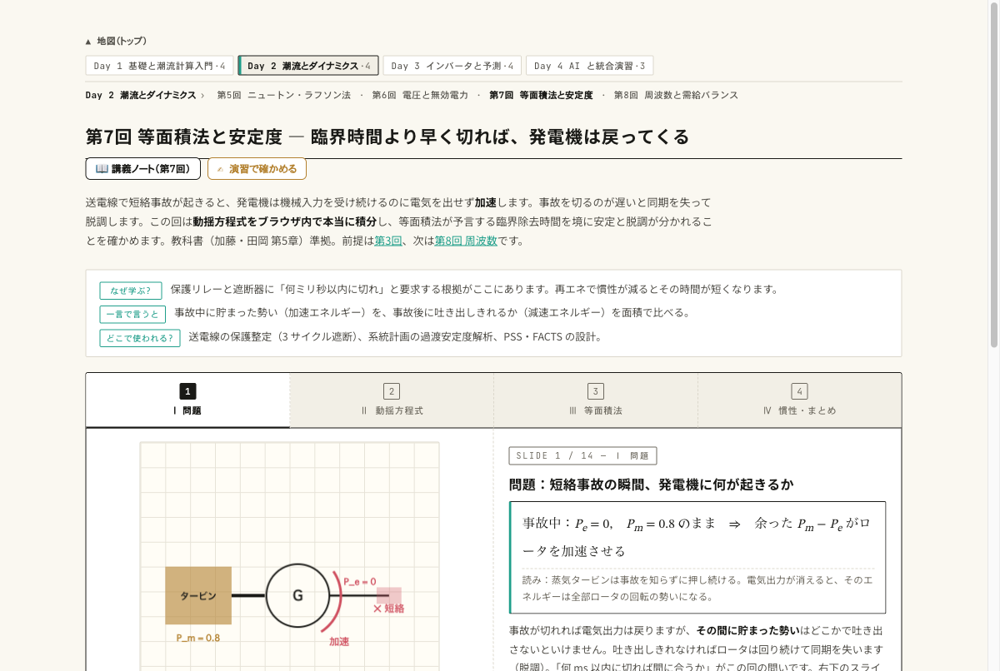 ▲ 地図(トップ)
Day 1 基礎と潮流計算入門·4 Day 2 潮流とダイナミクス·4 Day 3 インバータと予測·4 Day 4 AI と統合演習·3
Day 2 潮流とダイナミクス › 第5回 ニュートン・ラフソン法 · 第6回 電圧と無効電力 · 第7回 等面積法と安定度 · 第8回 周波数と需給バランス
第7回 等面積法と安定度 — 臨界時間より早く切れば、発電機は戻ってくる
📖 講義ノート(第7回) ✍ 演習で確かめる
送電線で短絡事故が起きると、発電機は機械入力を受け続けるのに電気を出せず加速します。事故を切るのが遅いと同期を失って
脱調します。この回は動揺方程式をブラウザ内で本当に積分し、等面積法が予言する臨界除去時間を境に安定と脱調が分かれるこ
とを確かめます。教科書（加藤・田岡 第5章）準拠。前提は第3回、次は第8回 周波数です。
なぜ学ぶ? 保護リレーと遮断器に「何ミリ秒以内に切れ」と要求する根拠がここにあります。再エネで慣性が減るとその時間が短くなります。
一言で言うと 事故中に貯まった勢い（加速エネルギー）を、事故後に吐き出しきれるか（減速エネルギー）を面積で比べる。
どこで使われる? 送電線の保護整定（3 サイクル遮断）、系統計画の過渡安定度解析、PSS・FACTS の設計。
1 2 3 4
Ⅰ 問題 Ⅱ 動揺方程式 Ⅲ 等面積法 Ⅳ 慣性・まとめ
タービン
P_m = 0.8
G
P_e = 0
✕ 短絡
加速
SLIDE 1 / 14 — Ⅰ 問題
問題：短絡事故の瞬間、発電機に何が起きるか
事故中：P_e = 0, P_m = 0.8 のまま ⇒ 余った P_m − P_e がロ
ータを加速させる
読み：蒸気タービンは事故を知らずに押し続ける。電気出力が消えると、そのエ
ネルギーは全部ロータの回転の勢いになる。
事故が切れれば電気出力は戻りますが、その間に貯まった勢いはどこかで吐き出
さないといけません。吐き出しきれなければロータは回り続けて同期を失います
（脱調）。「何 ms 以内に切れば間に合うか」がこの回の問いです。右下のスライ